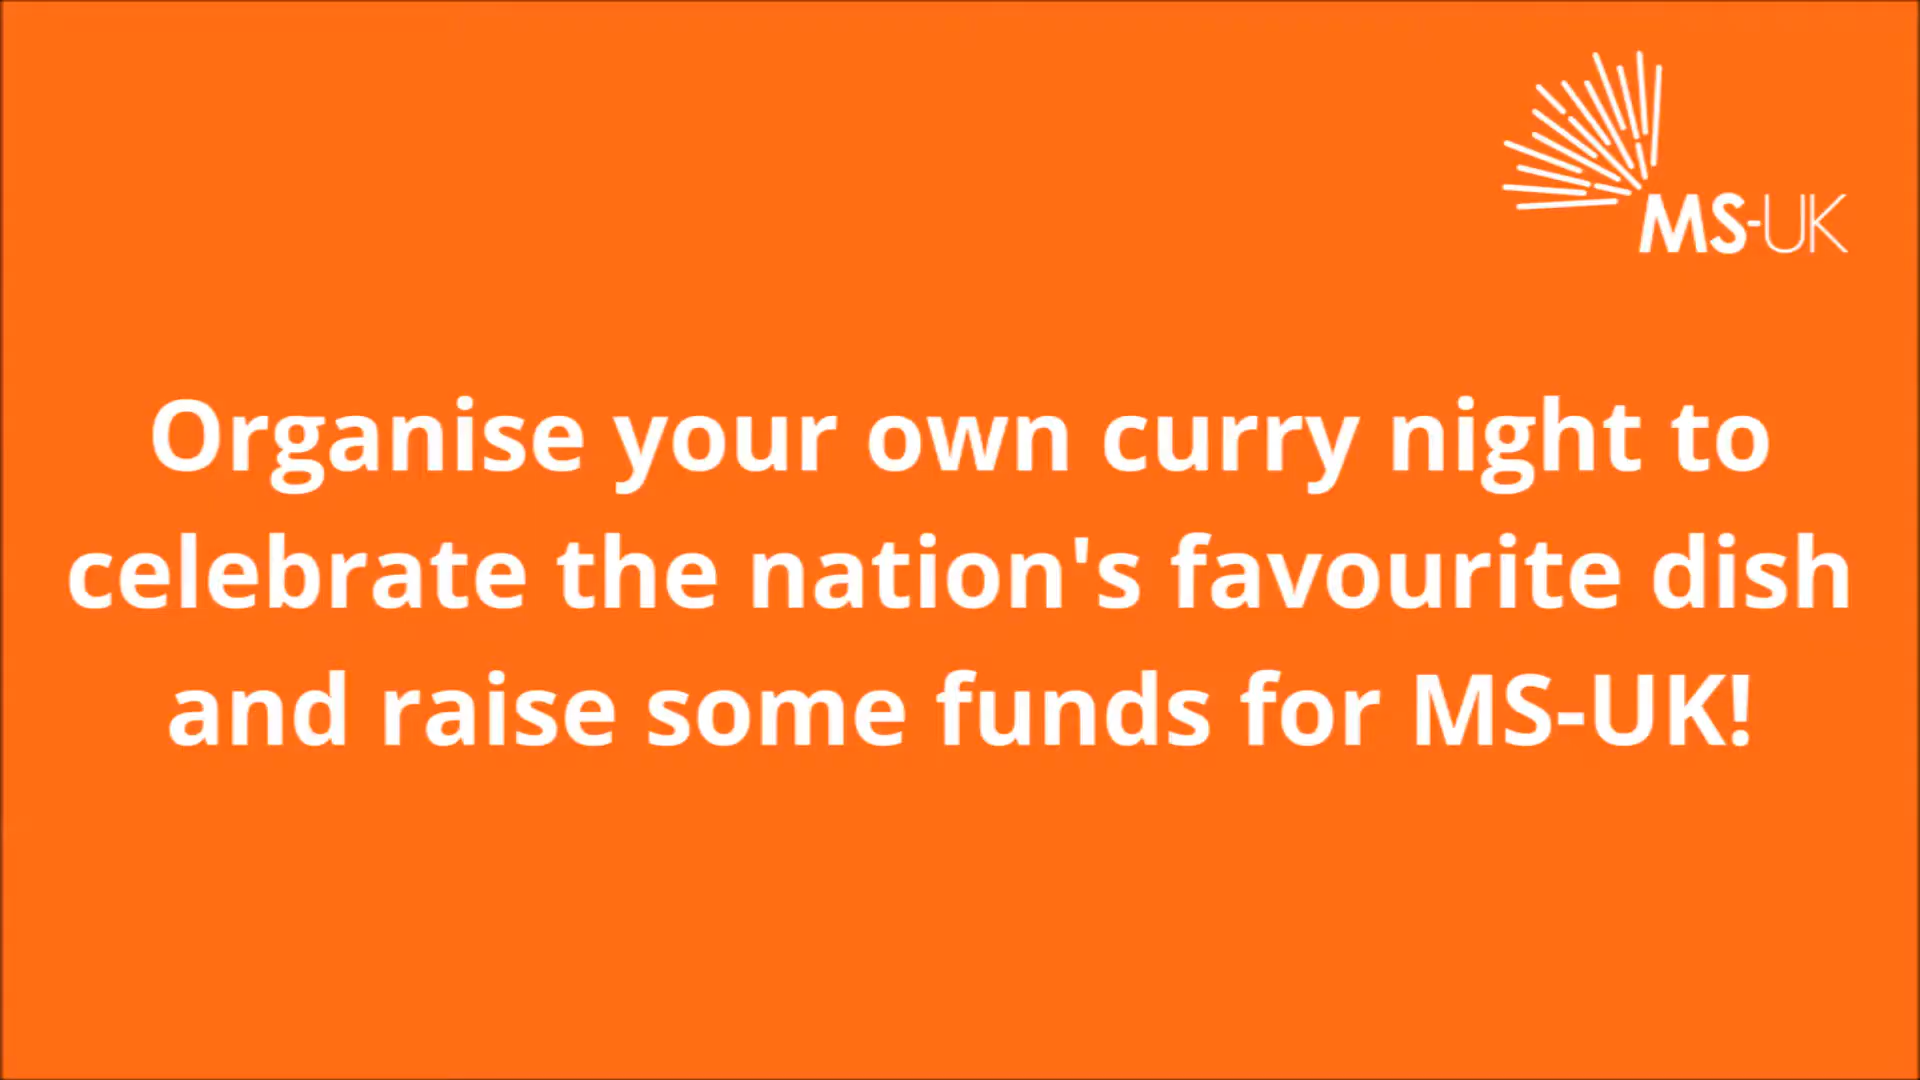 MS-UK
Organise your own curry night to
celebrate the nation's favourite dish
and raise some funds for MS-UK!